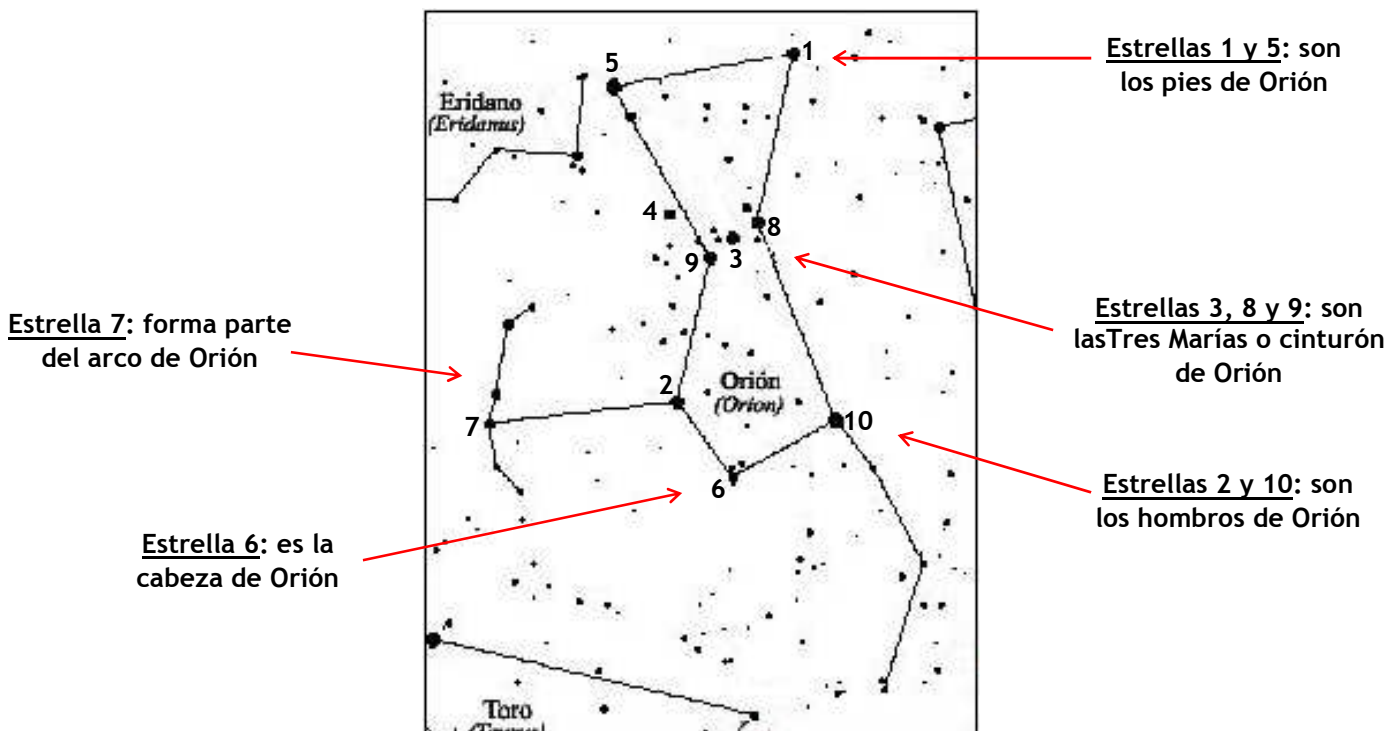 1
Estrellas 1 y 5: son
los pies de Orión
5
Eridano
(Eridanus)
4
8
3
9
Estrella 7: forma parte
del arco de Orión
Estrellas 3, 8 y 9: son
lasTres Marías o cinturón
de Orión
2
Orión
(Orion)
7
10
6
Estrellas 2 y 10: son
los hombros de Orión
Estrella 6: es la
cabeza de Orión
Toro